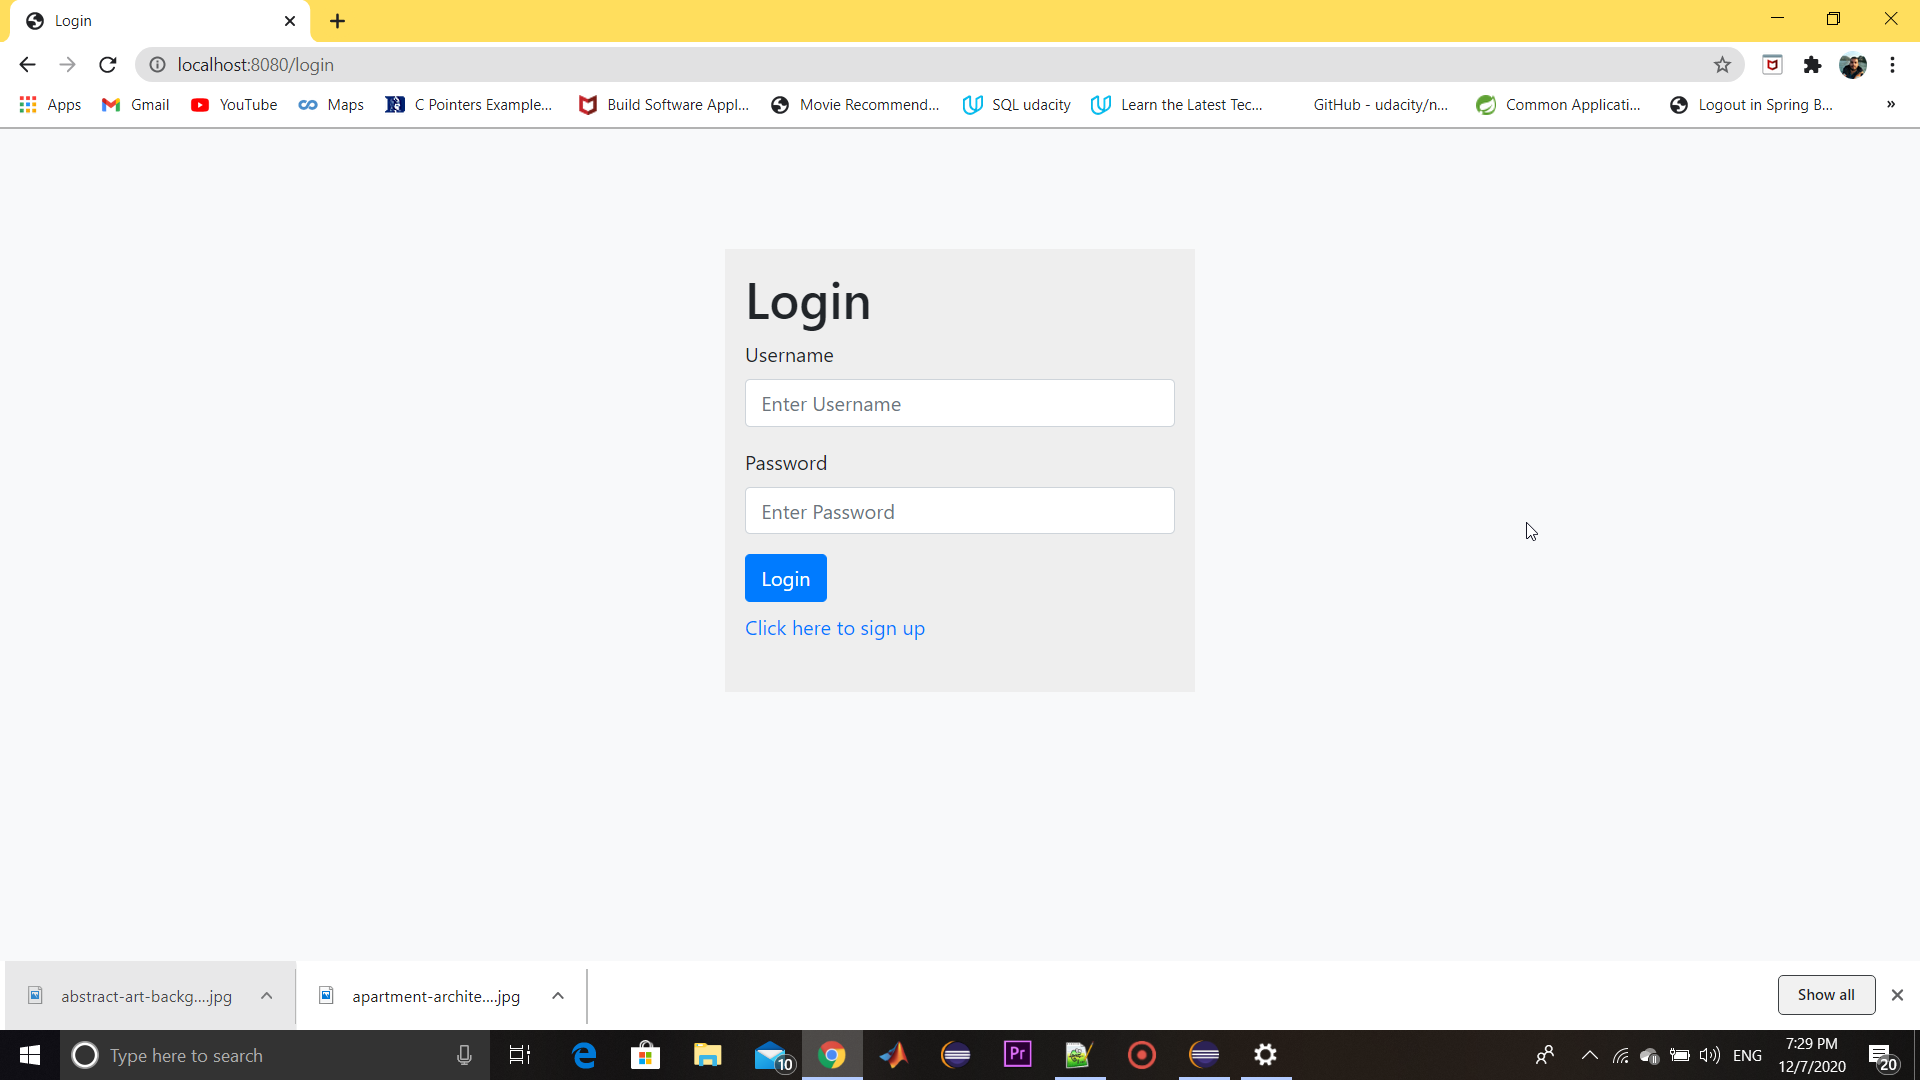 Login
localhost:8080/login
Apps Gmail YouTube Maps C Pointers Example... Build Software Appl... Movie Recommend... SQL udacity Learn the Latest Tec... GitHub - udacity/n... Common Applicati... Logout in Spring B... »
Login
Username
Enter Username
Password
Enter Password
Login
Click here to sign up
abstract-art-backg....jpg apartment-archite....jpg Show all
Type here to search 10 Pr ENG 7:29 PM
12/7/2020 20